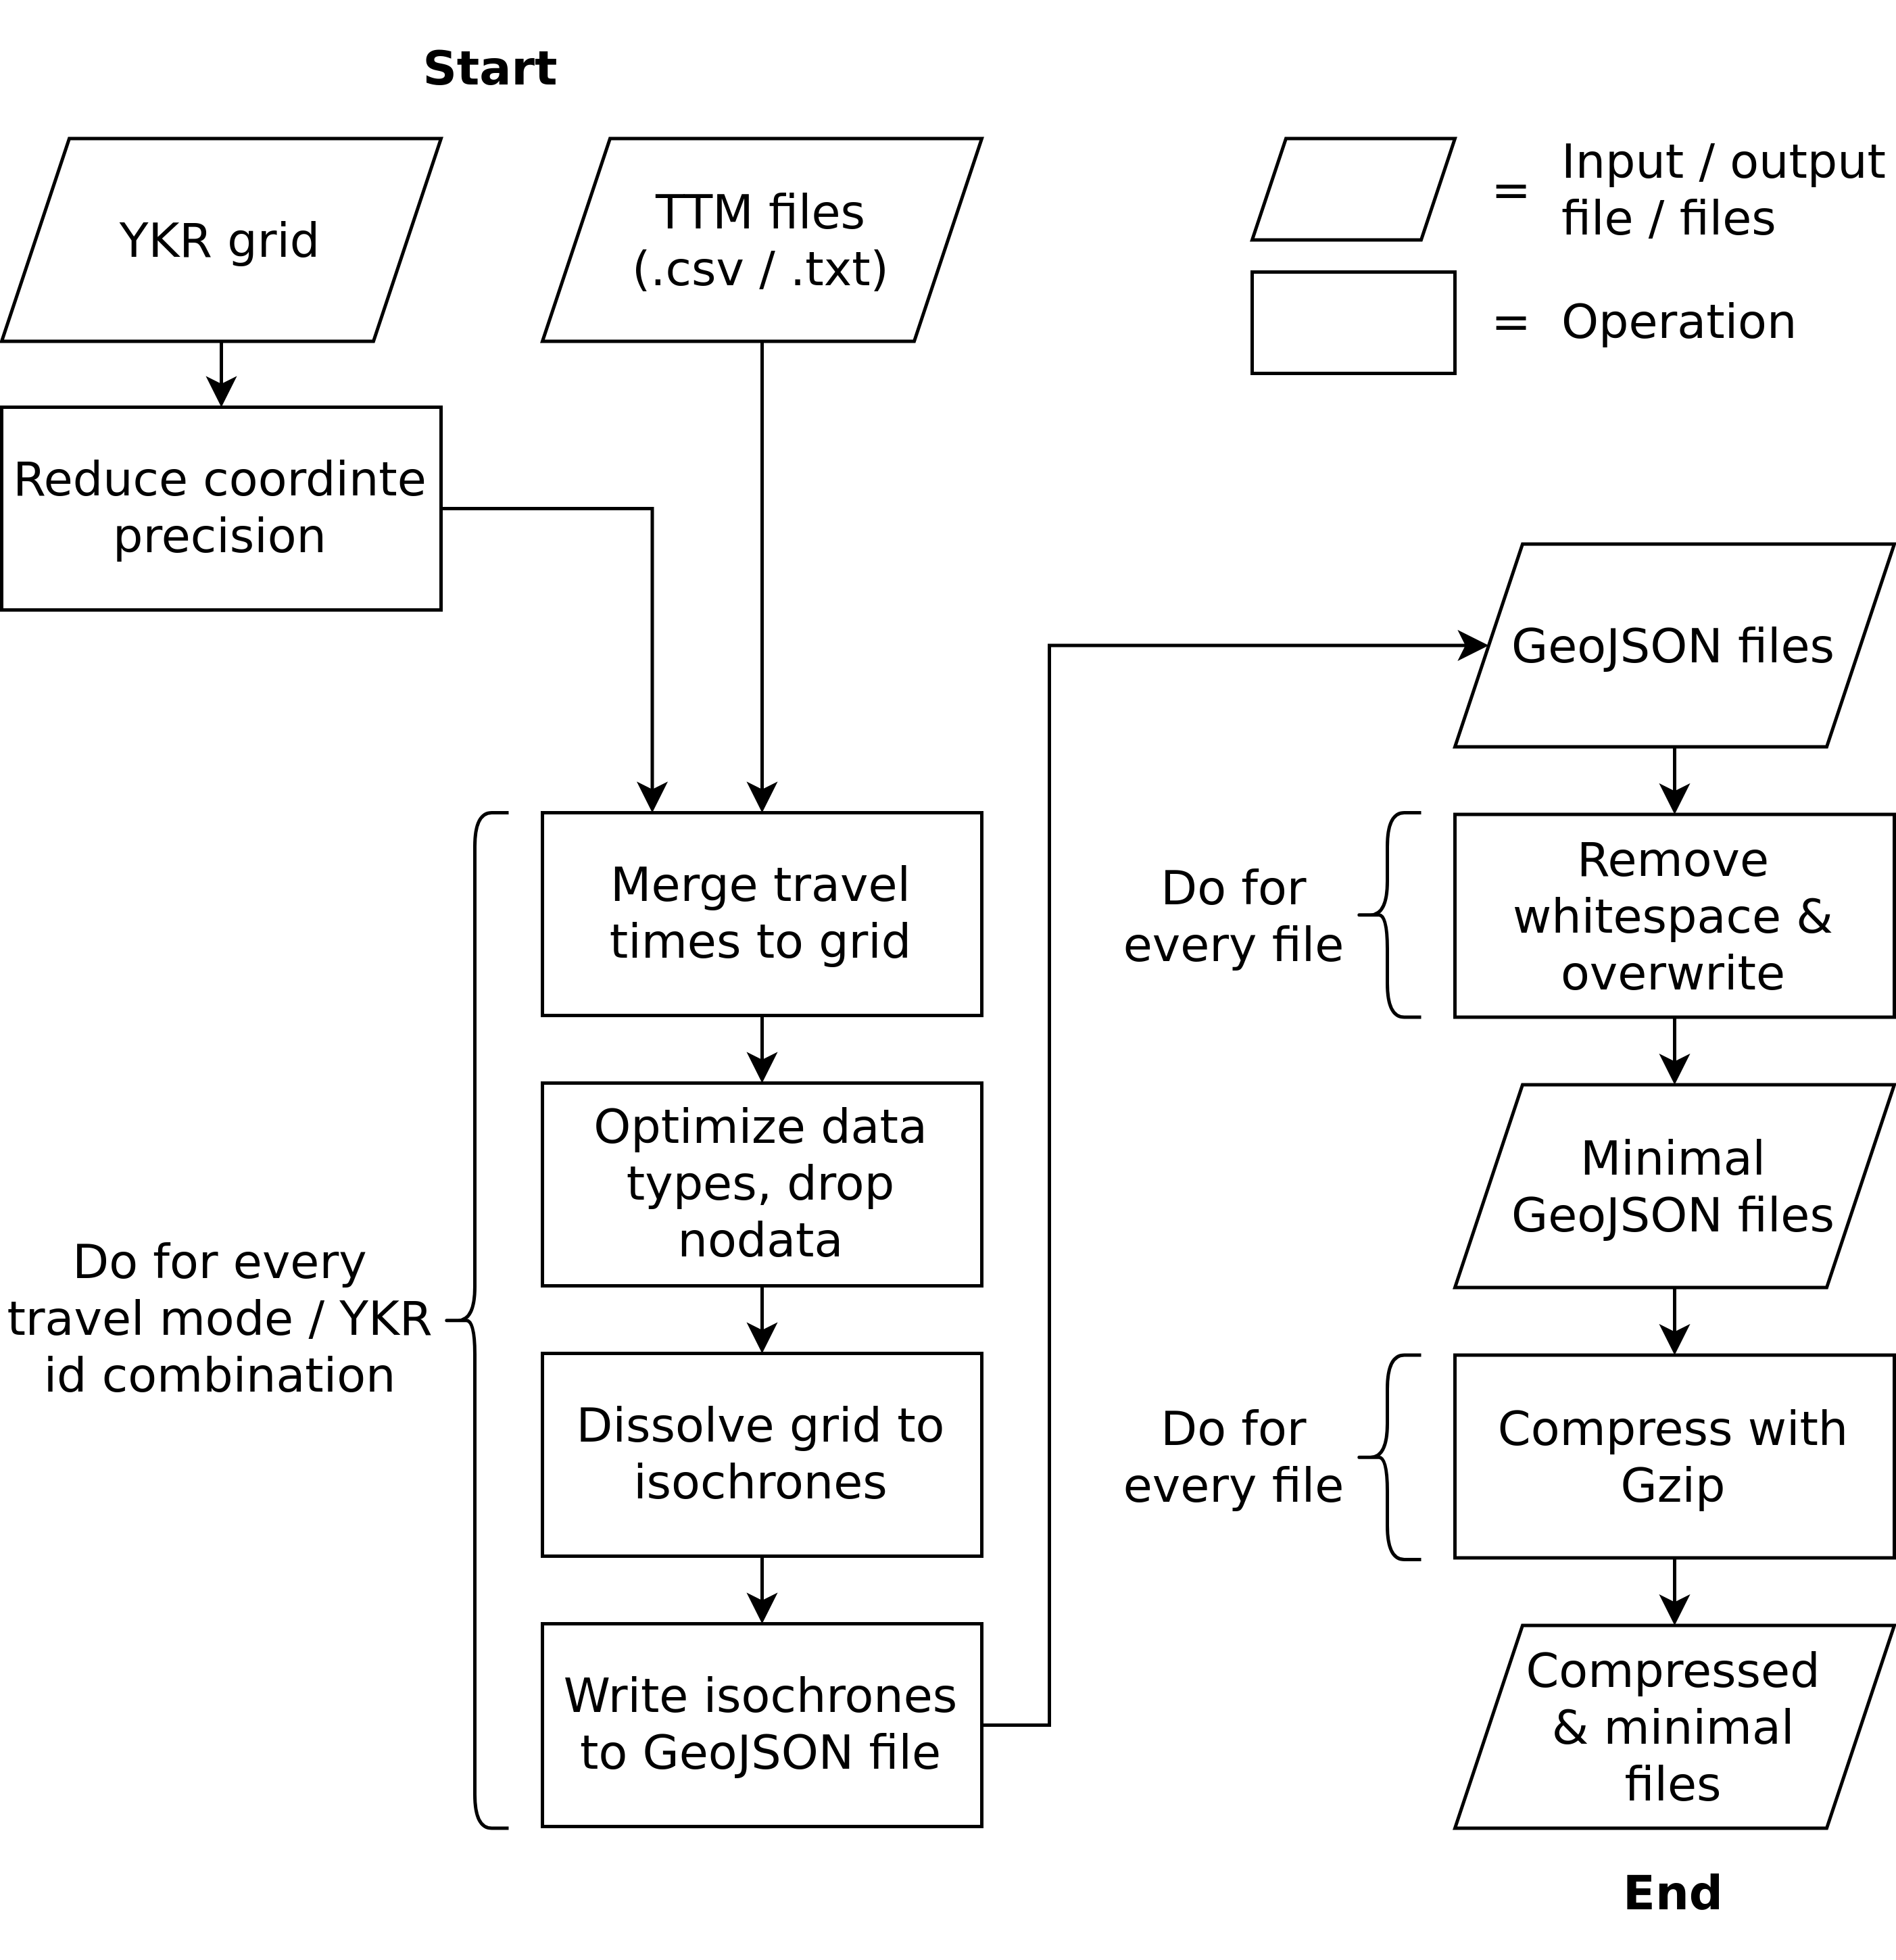 Start
YKR grid
TTM files
(.csv / .txt)
=
Input / output
file / files
=
Operation
Reduce coordinte
precision
Merge travel
times to grid
Optimize data
types, drop
nodata
Dissolve grid to
isochrones
Write isochrones
to GeoJSON file
Do for every
travel mode / YKR
id combination
GeoJSON files
Do for
every file
Remove
whitespace &
overwrite
Minimal
GeoJSON files
Do for
every file
Compress with
Gzip
Compressed
& minimal
files
End